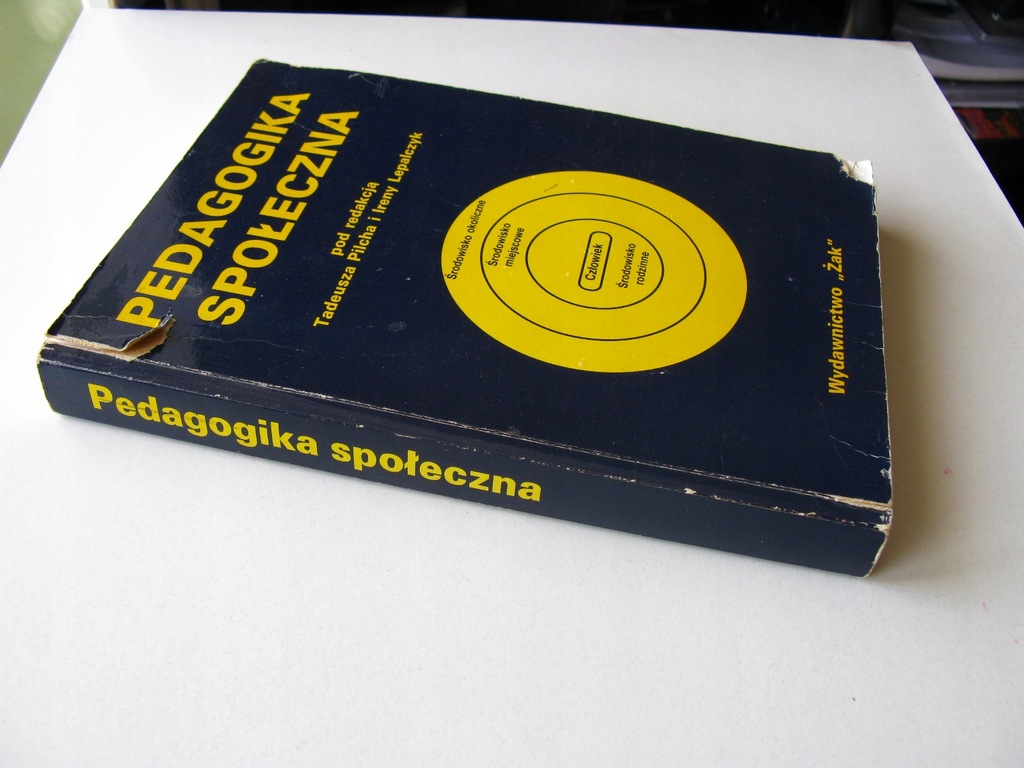 PEDAGOGIKA
SPOŁECZNA
pod redakcją
Tadeusza Pilcha i Ireny Lepalczyk
Środowisko okoliczne
Środowisko
miejscowe
Człowiek
Środowisko
rodzinne
Wydawnictwo „Żak”
Pedagogika społeczna